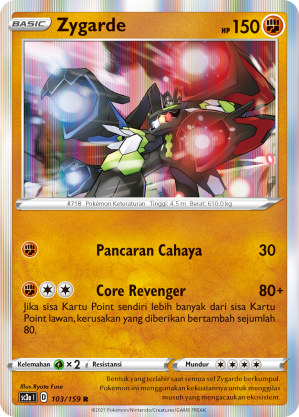 BASIC
Zygarde
HP 150
#718 Pokémon Keteraturan Tinggi: 4.5 m Berat: 610.0 kg
Pancaran Cahaya 30
Core Revenger 80+
Jika sisa Kartu Point sendiri lebih banyak dari sisa Kartu
Point lawan, kerusakan yang diberikan bertambah sejumlah
80.
Kelemahan × 2 Resistansi Mundur
Illus. Ryota Fuse
sc3a I D 103/159 R
Bentuk yang terlahir saat semua sel Zygarde berkumpul.
Pokémon ini menggunakan kekuatannya untuk menguasai
musuh yang mengacaukan ekosistem.
©2021 Pokémon/Nintendo/Creatures/GAME FREAK.